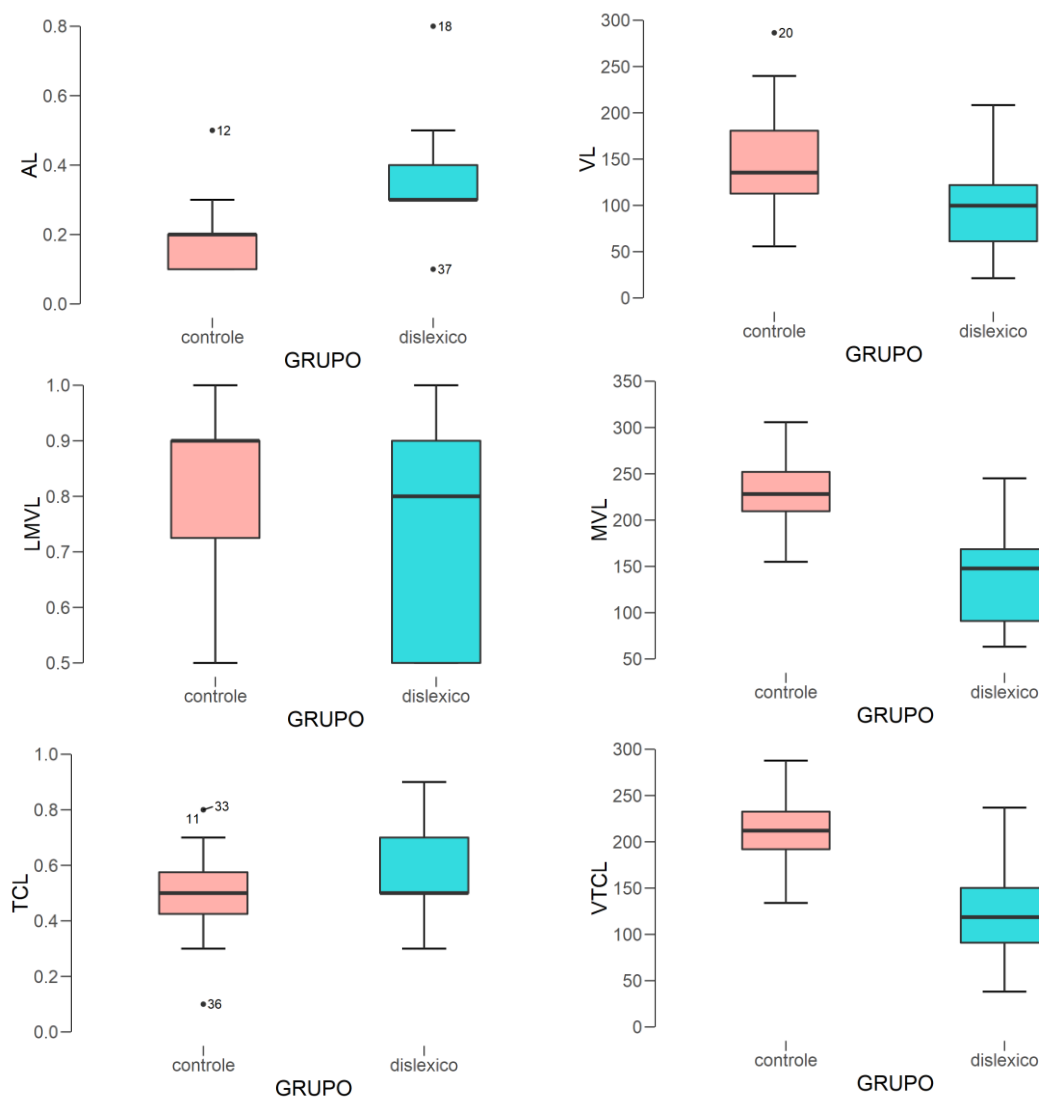 AL
0.8
0.6
0.4
0.2
0.0
12
18
37
controle
dislexico
GRUPO
VL
300
250
200
150
100
50
0
20
controle
dislexico
GRUPO
LMVL
1.0
0.9
0.8
0.7
0.6
0.5
controle
dislexico
GRUPO
MVL
350
300
250
200
150
100
50
controle
dislexico
GRUPO
TCL
1.0
0.8
0.6
0.4
0.2
0.0
11
33
36
controle
dislexico
GRUPO
VTCL
300
250
200
150
100
50
0
controle
dislexico
GRUPO